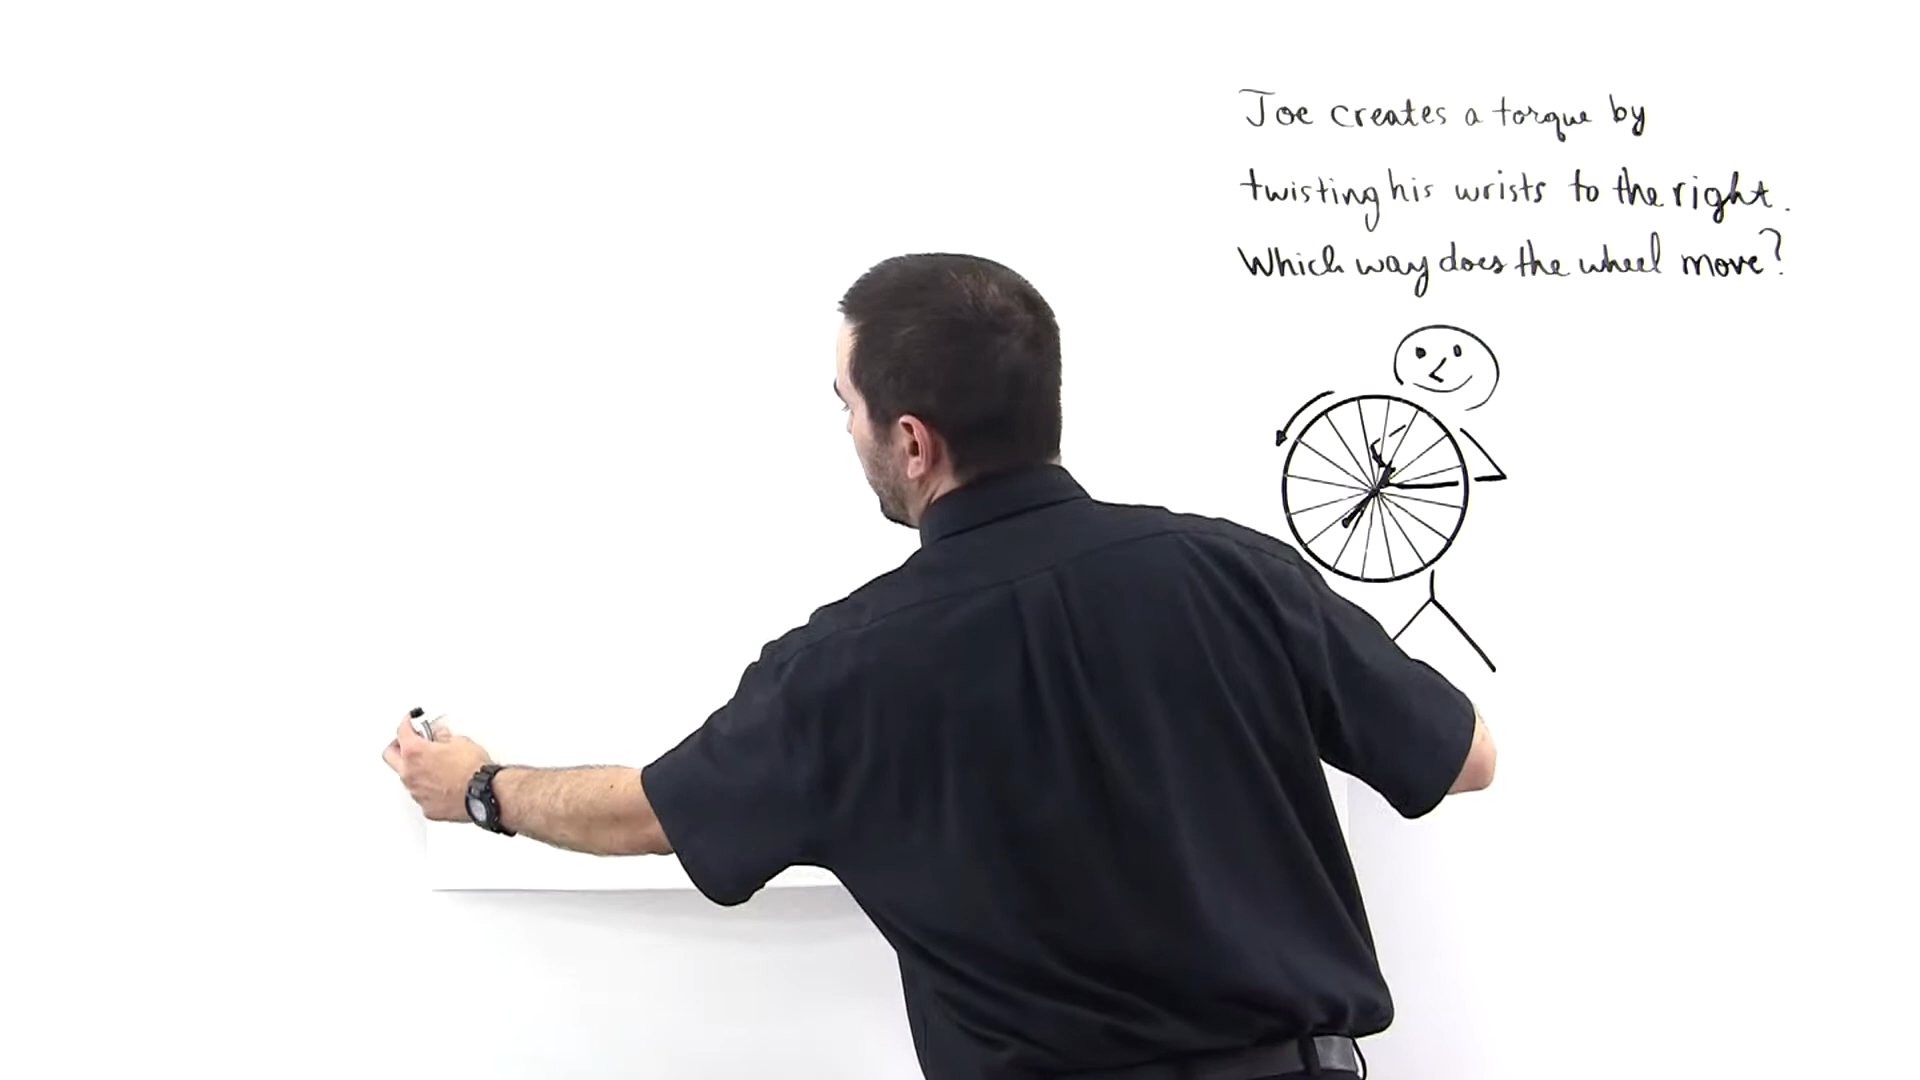 Joe creates a torque by
twisting his wrists to the right.
Which way does the wheel move?